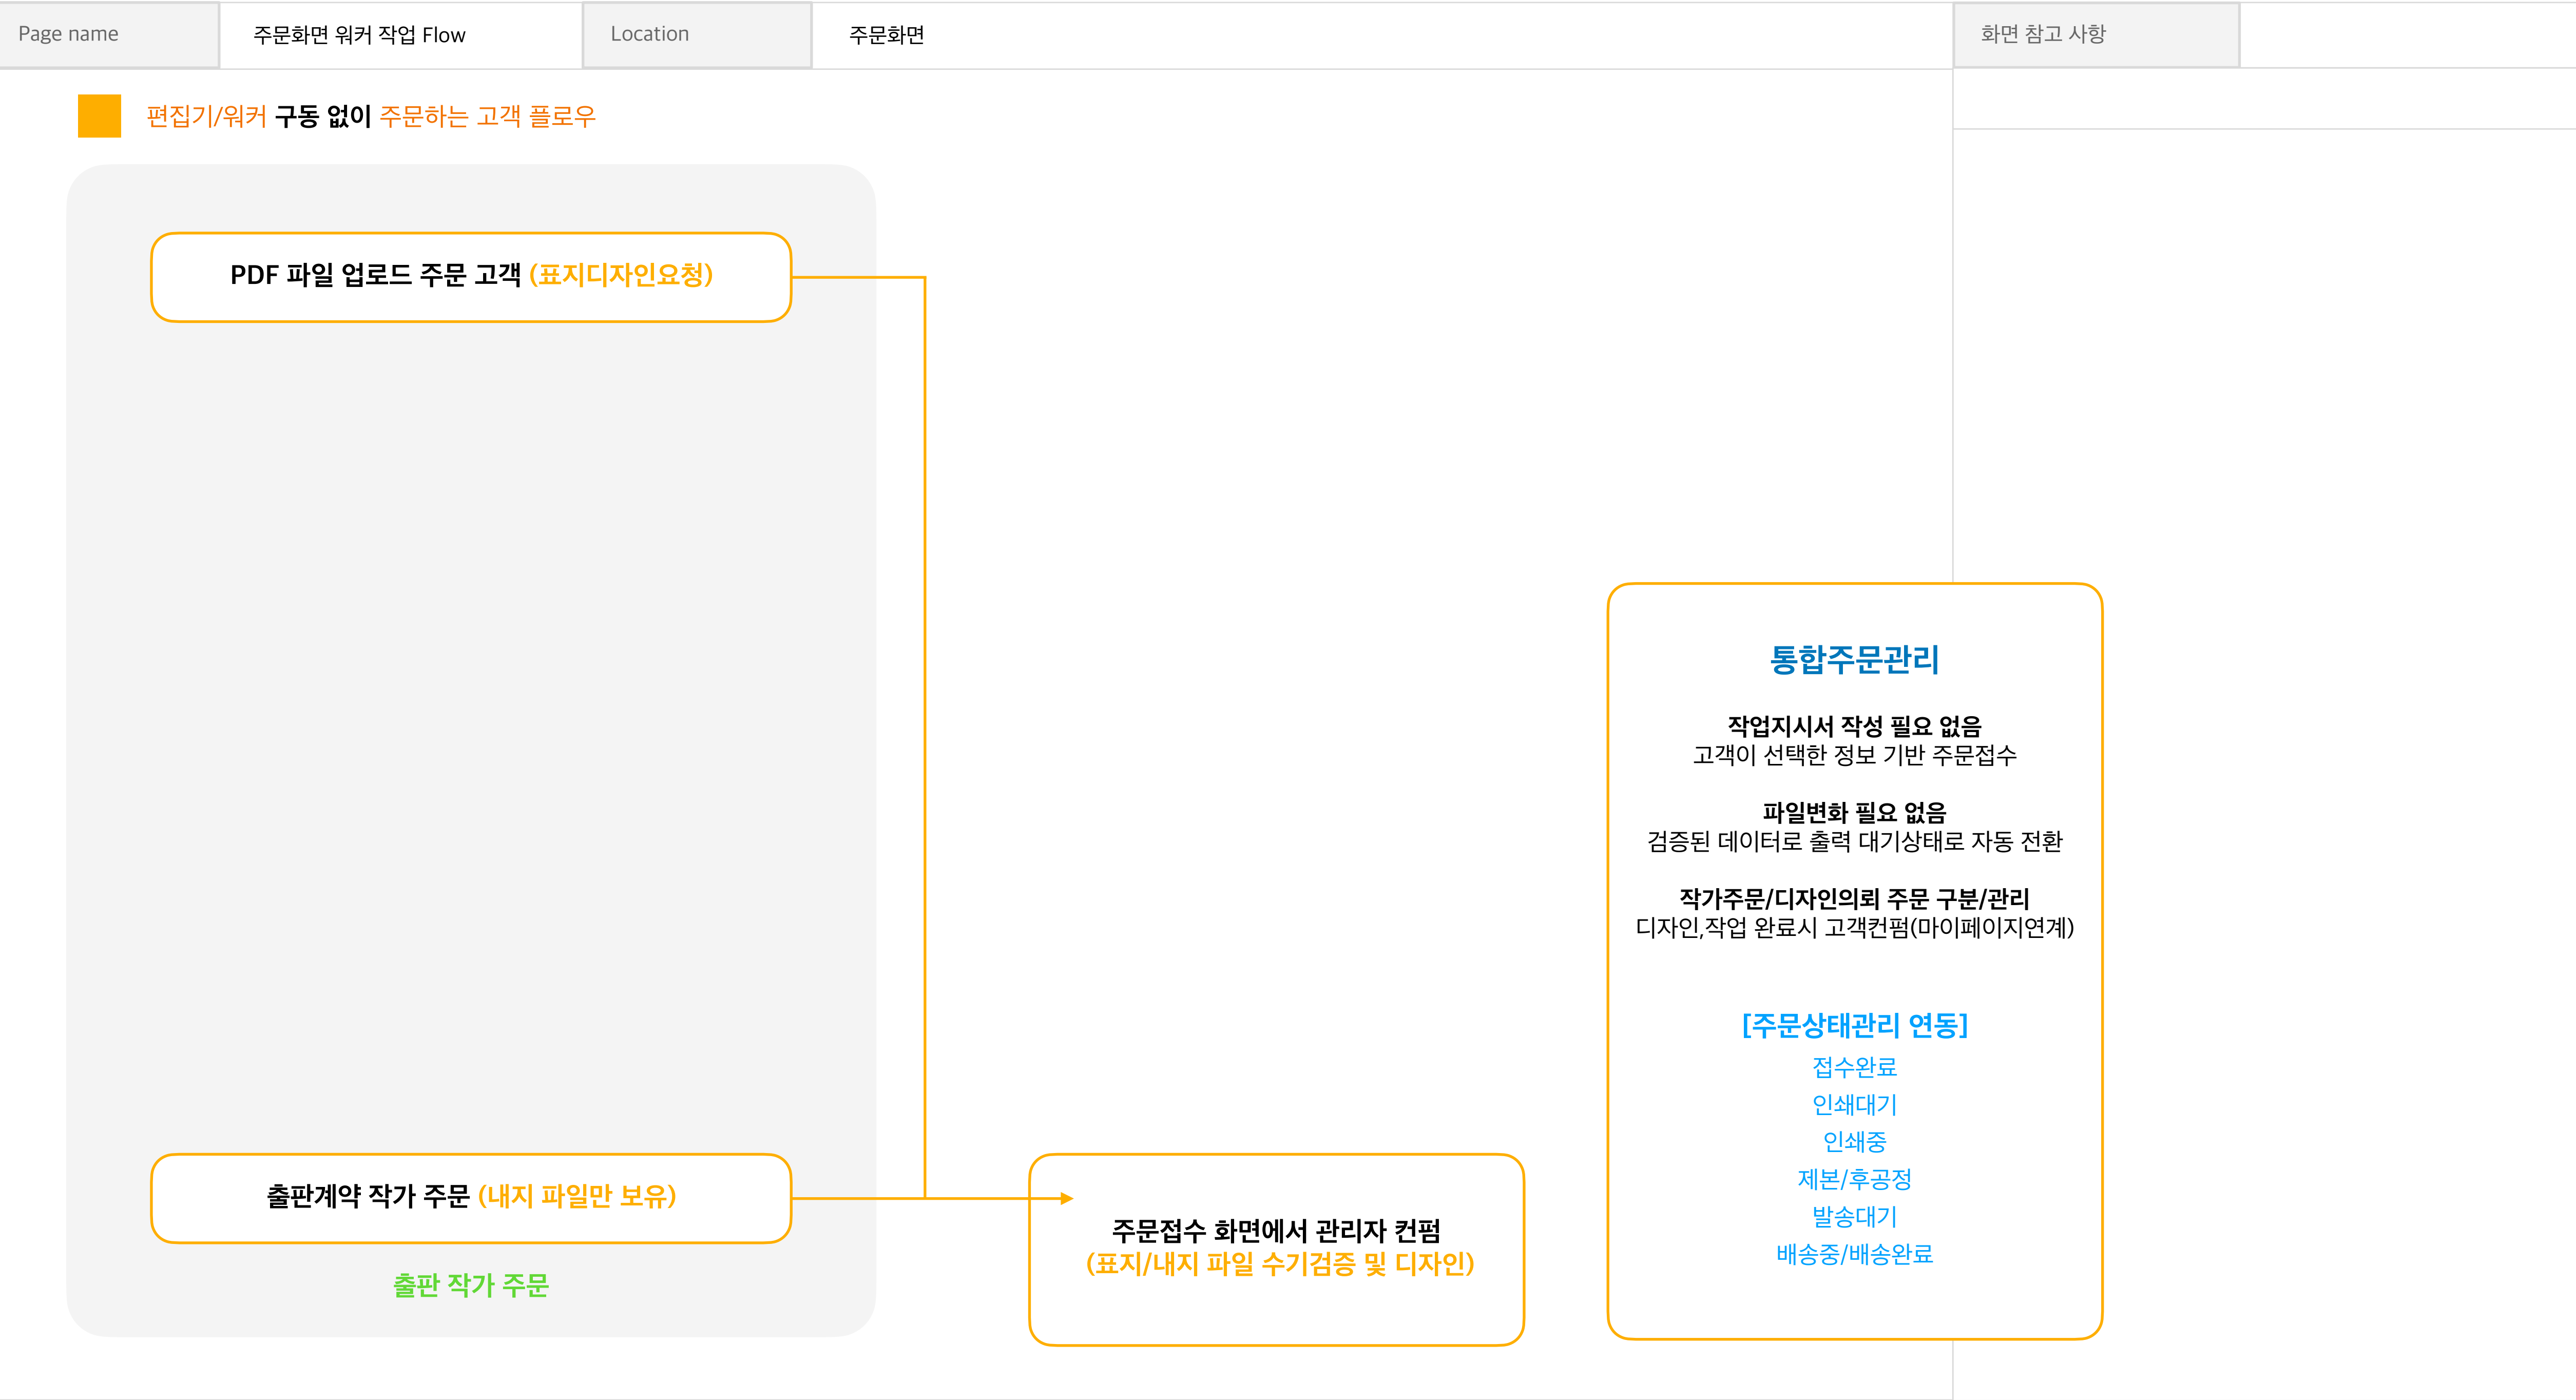 Page name
주문화면 워커 작업 Flow
Location
주문화면
화면 참고 사항
편집기/워커 구동 없이 주문하는 고객 플로우
PDF 파일 업로드 주문 고객 (표지디자인요청)
출판계약 작가 주문 (내지 파일만 보유)
출판 작가 주문
주문접수 화면에서 관리자 컨펌
(표지/내지 파일 수기검증 및 디자인)
통합주문관리
작업지시서 작성 필요 없음
고객이 선택한 정보 기반 주문접수
파일변화 필요 없음
검증된 데이터로 출력 대기상태로 자동 전환
작가주문/디자인의뢰 주문 구분/관리
디자인,작업 완료시 고객컨펌(마이페이지연계)
[주문상태관리 연동]
접수완료
인쇄대기
인쇄중
제본/후공정
발송대기
배송중/배송완료